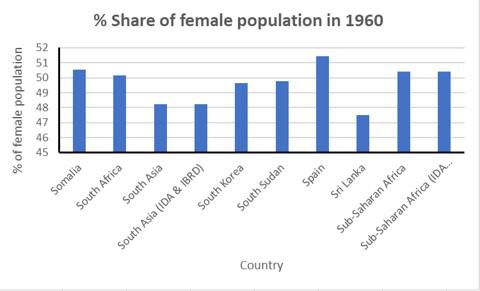 % Share of female population in 1960
% of female population
52
51
50
49
48
47
46
45
Somalia
South Africa
South Asia
South Asia (IDA & IBRD)
South Korea
South Sudan
Spain
Sri Lanka
Sub-Saharan Africa
Sub-Saharan Africa (IDA...
Country